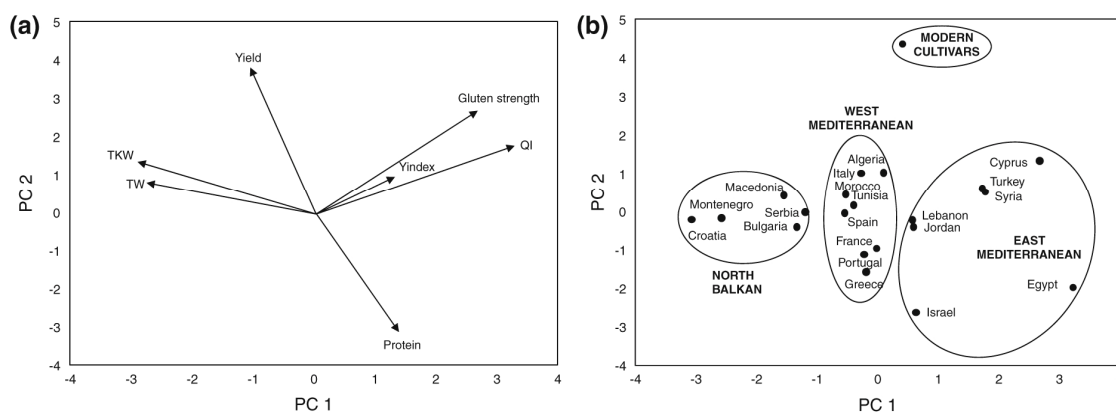 (a)
5
4
3
2
1
0
-1
-2
-3
-4
PC 2
Yield
Gluten strength
QI
Yindex
TKW
TW
Protein
-4
-3
-2
-1
0
1
2
3
4
PC 1
(b)
5
4
3
2
1
0
-1
-2
-3
-4
PC 2
MODERN
CULTIVARS
WEST
MEDITERRANEAN
Algeria
Italy
Morocco
Tunisia
Spain
France
Portugal
Greece
Macedonia
Montenegro
Serbia
Bulgaria
Croatia
NORTH
BALKAN
Cyprus
Turkey
Syria
Lebanon
Jordan
EAST
MEDITERRANEAN
Egypt
Israel
-4
-3
-2
-1
0
1
2
3
PC 1